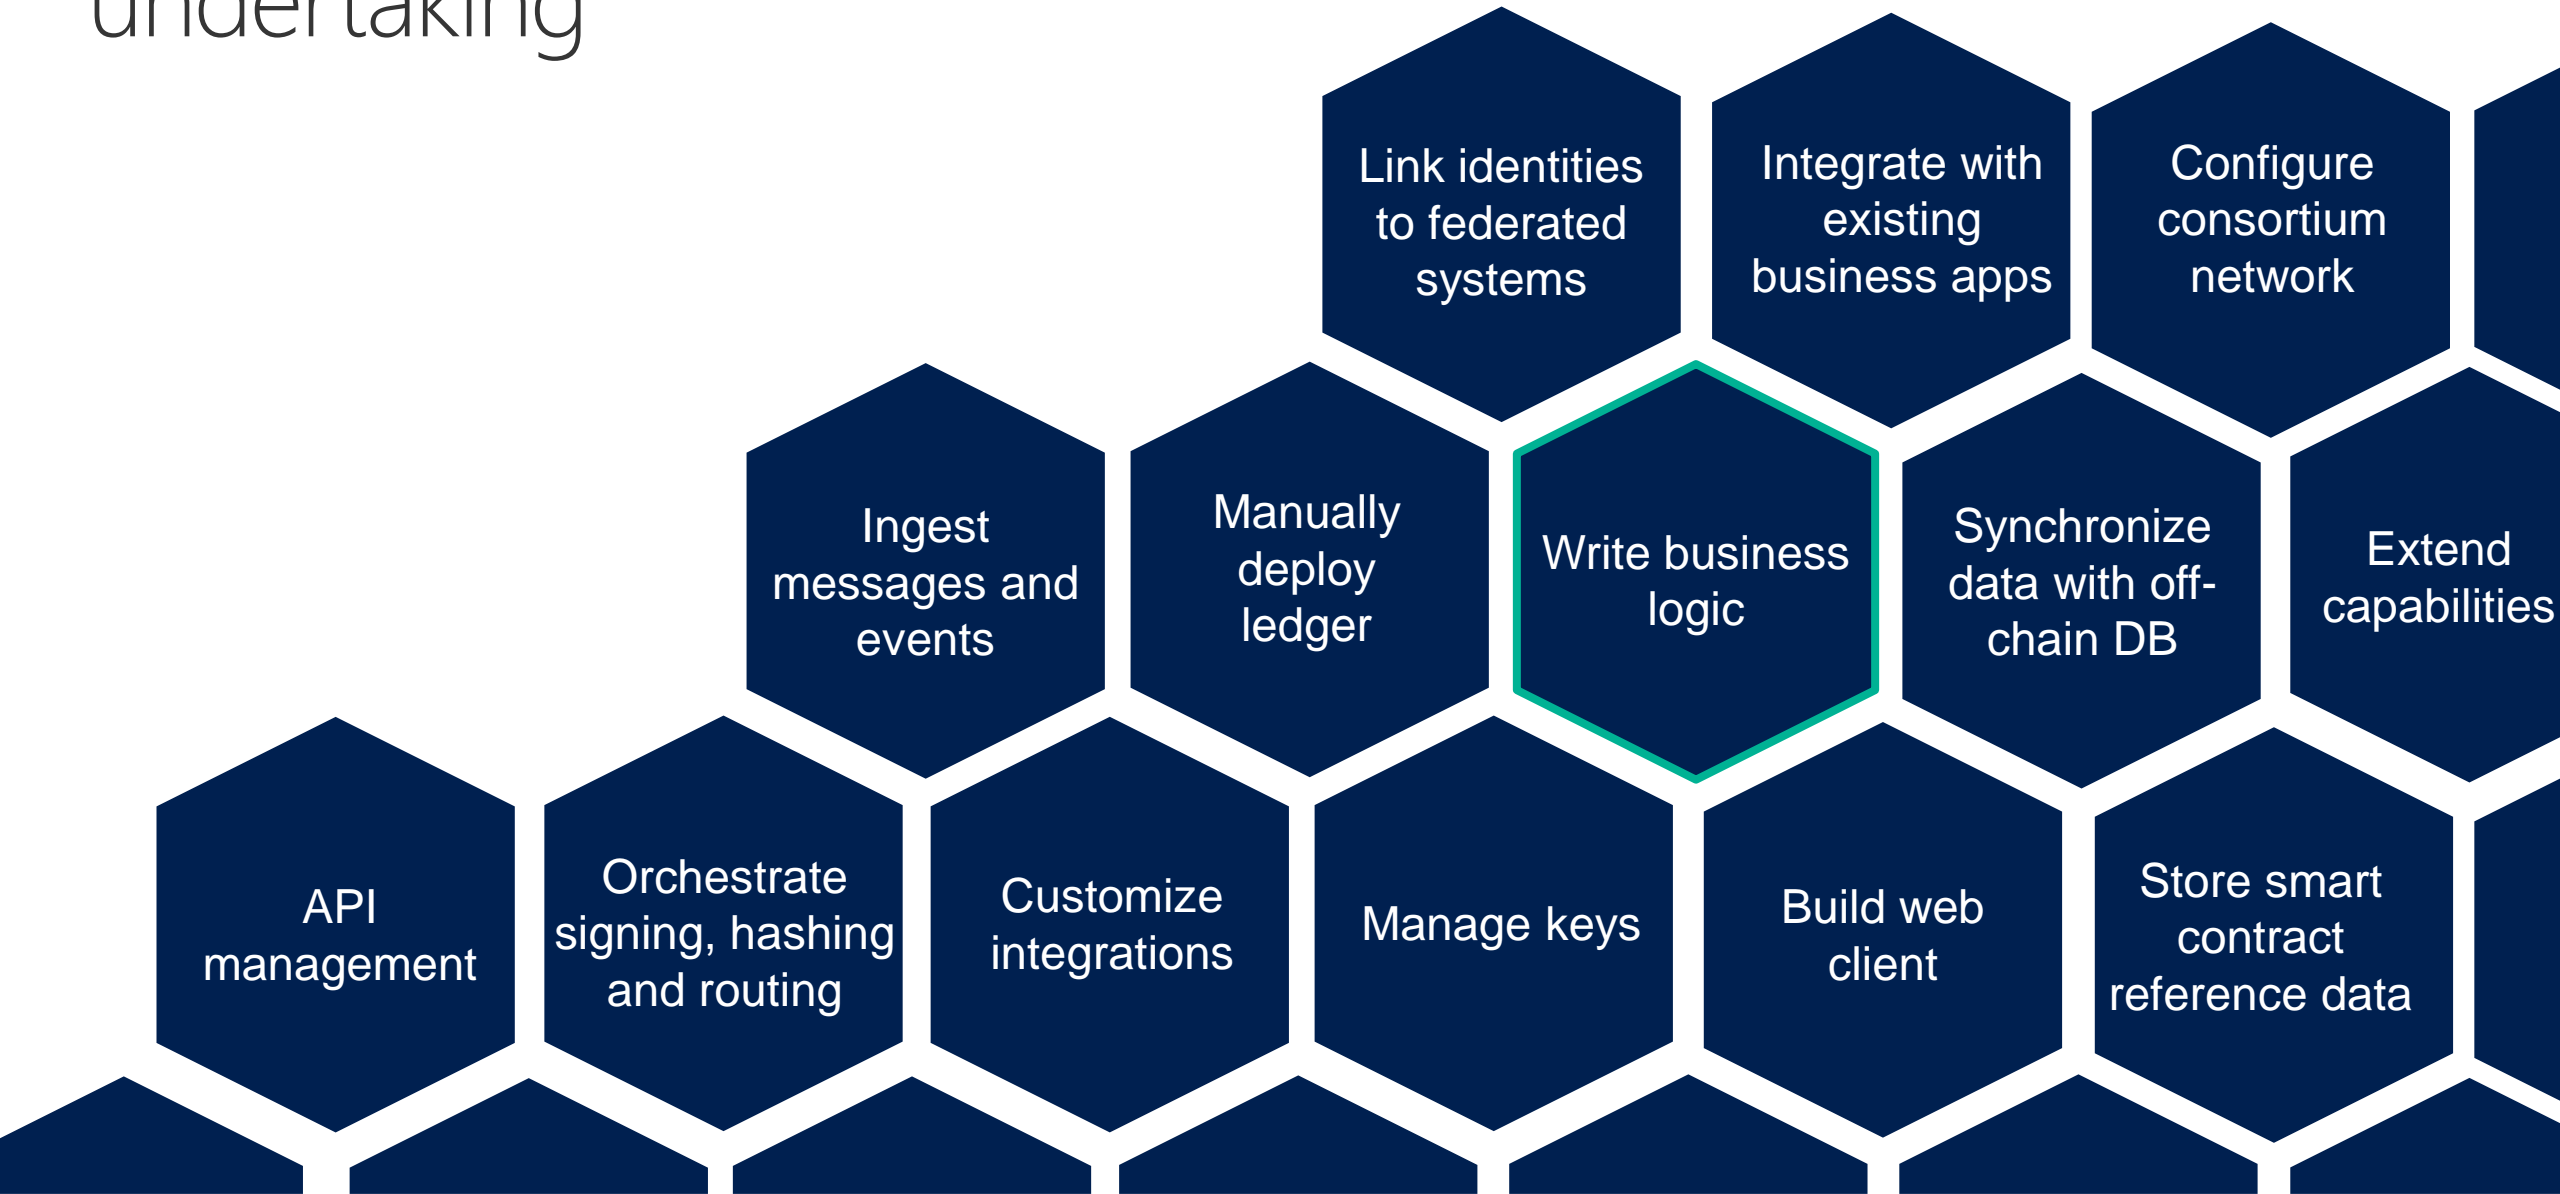 undertaking
Link identities
to federated
systems
Integrate with
existing
business apps
Configure
consortium
network
Ingest
messages and
events
Manually
deploy
ledger
Write business
logic
Synchronize
data with off-
chain DB
Extend
capabilities
API
management
Orchestrate
signing, hashing
and routing
Customize
integrations
Manage keys
Build web
client
Store smart
contract
reference data